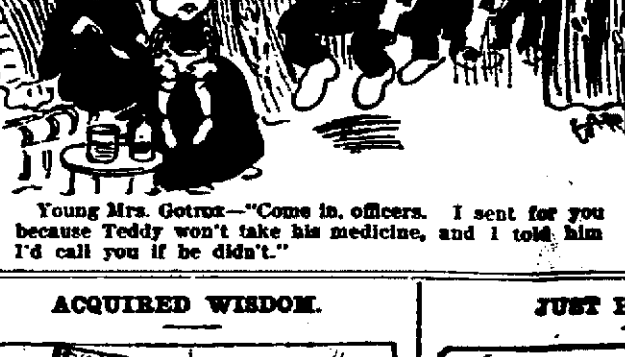 Young Mrs. Gotrox—"Come in, officers. I sent for you
because Teddy won't take his medicine, and I told him
I'd call you if he didn't."
ACQUIRED WISDOM.
JUST